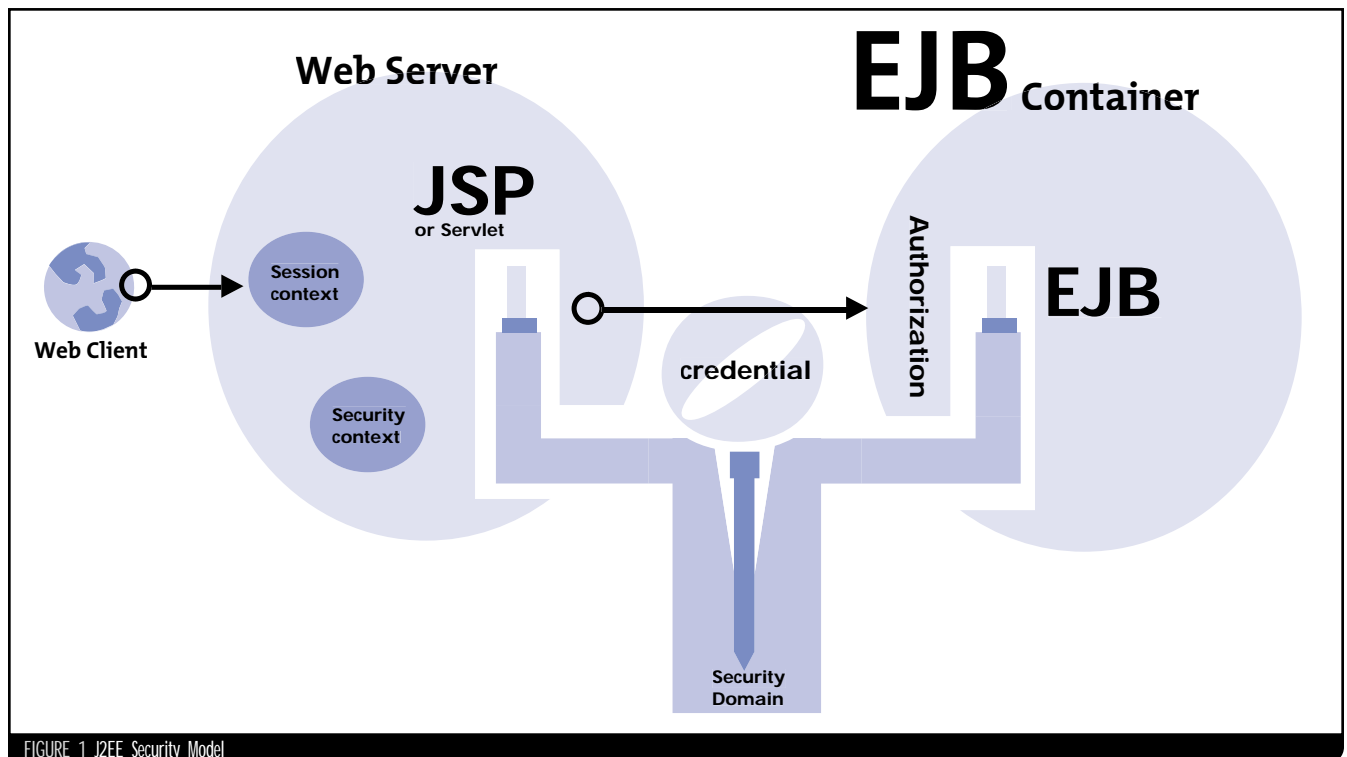 Web Server
EJB Container
JSP
or Servlet
Session
context
Web Client
Security
context
credential
Authorization
EJB
Security
Domain
FIGURE 1 J2EE Security Model